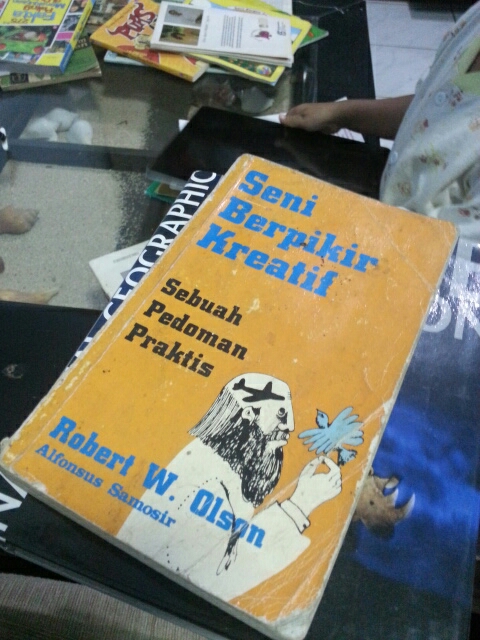 Seni
Berpikir
Kreatif
Sebuah
Pedoman
Praktis
Robert W. Olson
Alfonsus Samosir
GEOGRAPHIC